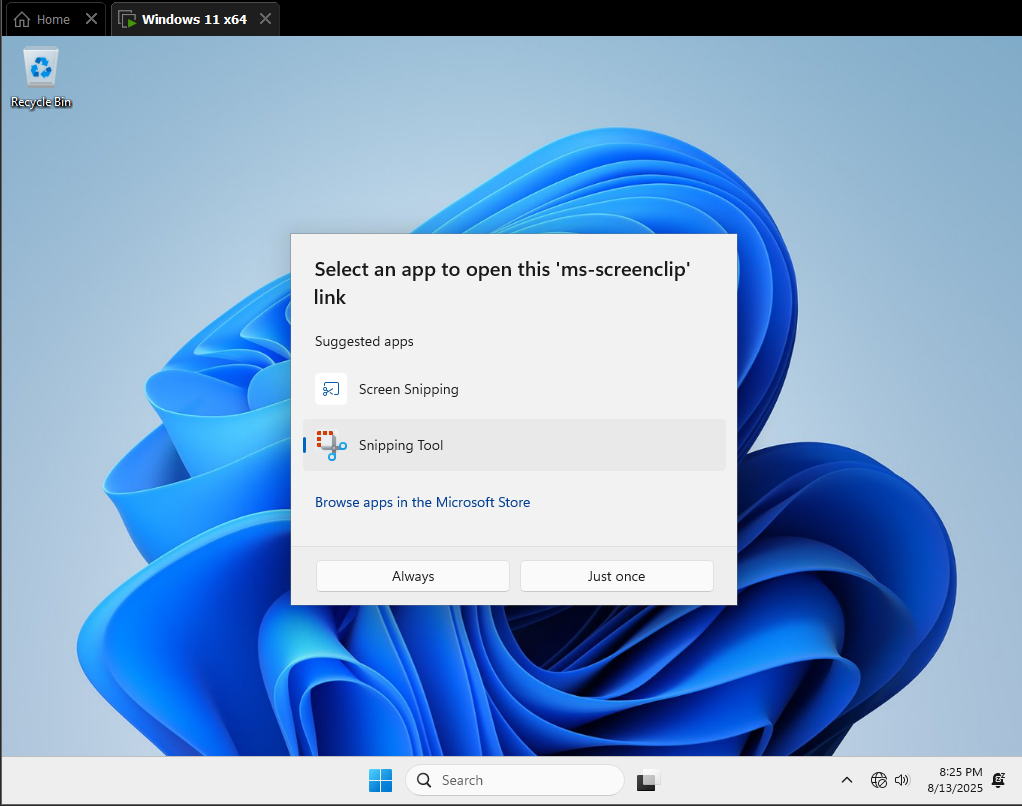 Home
Windows 11 x64
Recycle Bin
Select an app to open this 'ms-screenclip'
link
Suggested apps
Screen Snipping
Snipping Tool
Browse apps in the Microsoft Store
Always
Just once
Search
8:25 PM
8/13/2025